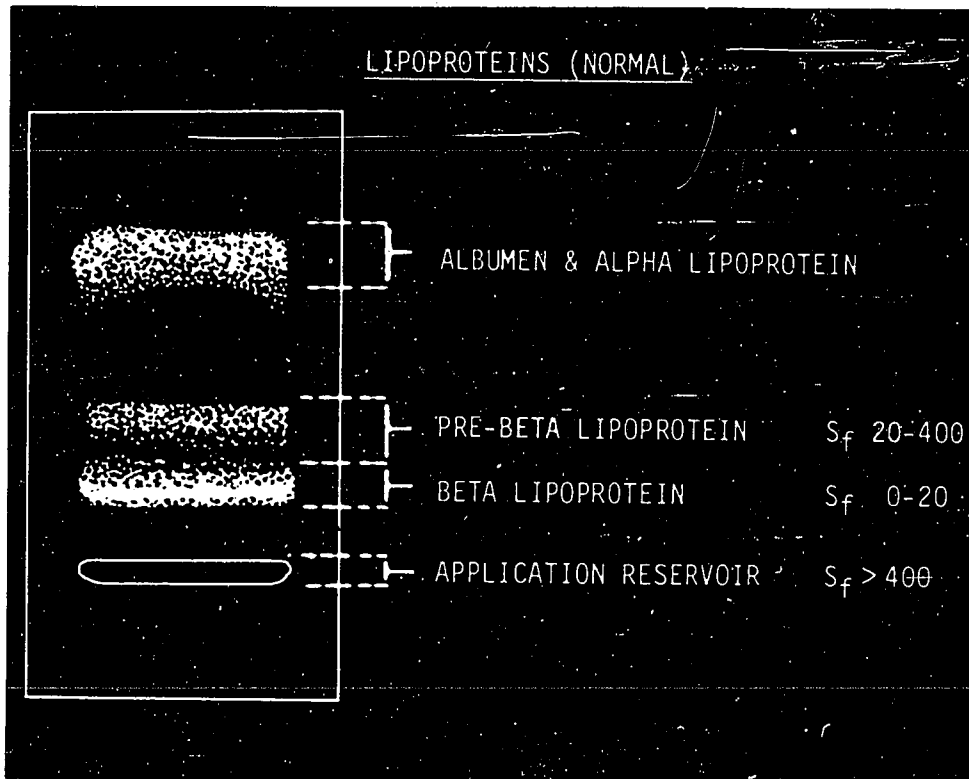 LIPOPROTEINS (NORMAL)
ALBUMEN & ALPHA LIPOPROTEIN
PRE-BETA LIPOPROTEIN Sf 20-400
BETA LIPOPROTEIN Sf 0-20
APPLICATION RESERVOIR Sf > 400